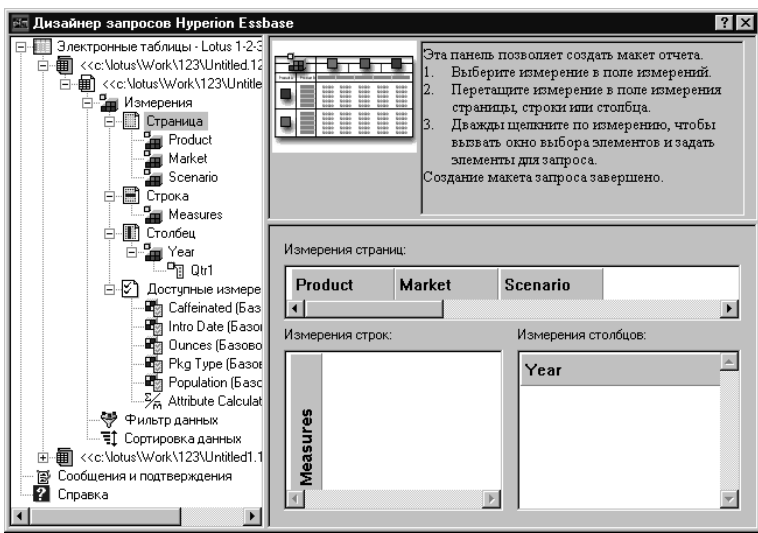 Дизайнер запросов Hyperion Essbase
Электронные таблицы - Lotus 1-2-3
<<c:\lotus\Work\123\Untitled.12
<<c:\lotus\Work\123\Untitle
Измерения
Страница
Product
Market
Scenario
Строка
Measures
Столбец
Year
Qtr1
Доступные измере
Caffeinated (Баз
Intro Date (Базо
Ounces (Базово
Pkg Type (Базо
Population (Базо
Attribute Calculat
Фильтр данных
Сортировка данных
<<c:\lotus\Work\123\Untitled1.1
Сообщения и подтверждения
Справка
Эта панель позволяет создать макет отчета.
1. Выберите измерение в поле измерений.
2. Перетащите измерение в поле измерения
страницы, строки или столбца.
3. Дважды щелкните по измерению, чтобы
вызвать окно выбора элементов и задать
элементы для запроса.
Создание макета запроса завершено.
Измерения страниц:
Product Market Scenario
Измерения строк:
Measures
Измерения столбцов:
Year